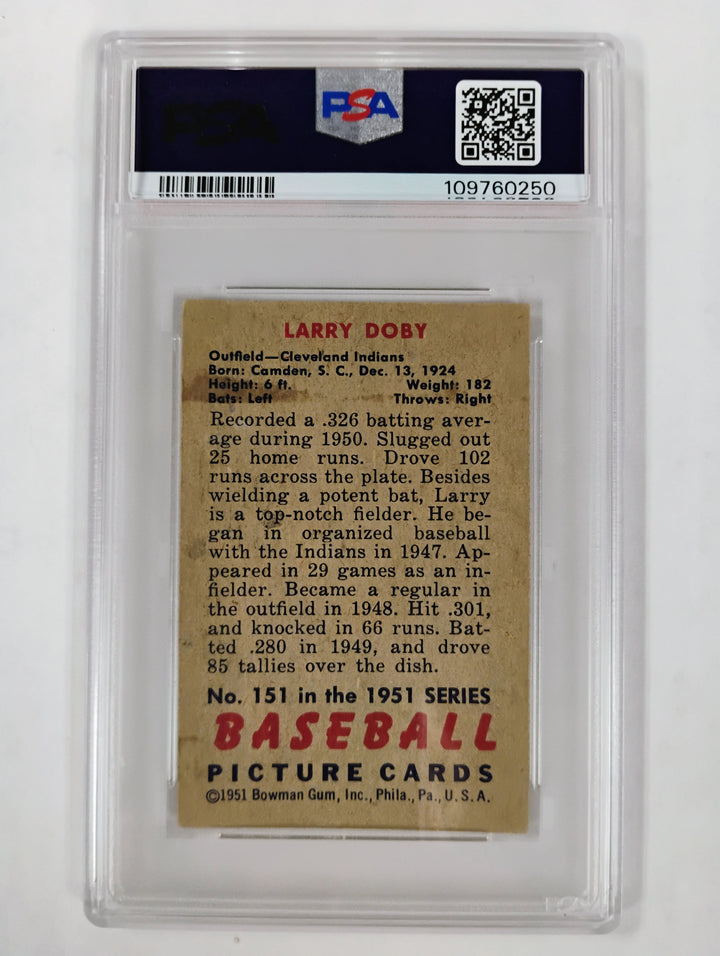 PSA
PSA
109760250
LARRY DOBY
Outfield—Cleveland Indians
Born: Camden, S. C., Dec. 13, 1924
Height: 6 ft. Weight: 182
Bats: Left Throws: Right
Recorded a .326 batting aver-
age during 1950. Slugged out
25 home runs. Drove 102
runs across the plate. Besides
wielding a potent bat, Larry
is a top-notch fielder. He be-
gan in organized baseball
with the Indians in 1947. Ap-
peared in 29 games as an in-
fielder. Became a regular in
the outfield in 1948. Hit .301,
and knocked in 66 runs. Bat-
ted .280 in 1949, and drove
85 tallies over the dish.
No. 151 in the 1951 SERIES
BASEBALL
PICTURE CARDS
©1951 Bowman Gum, Inc., Phila., Pa., U. S. A.